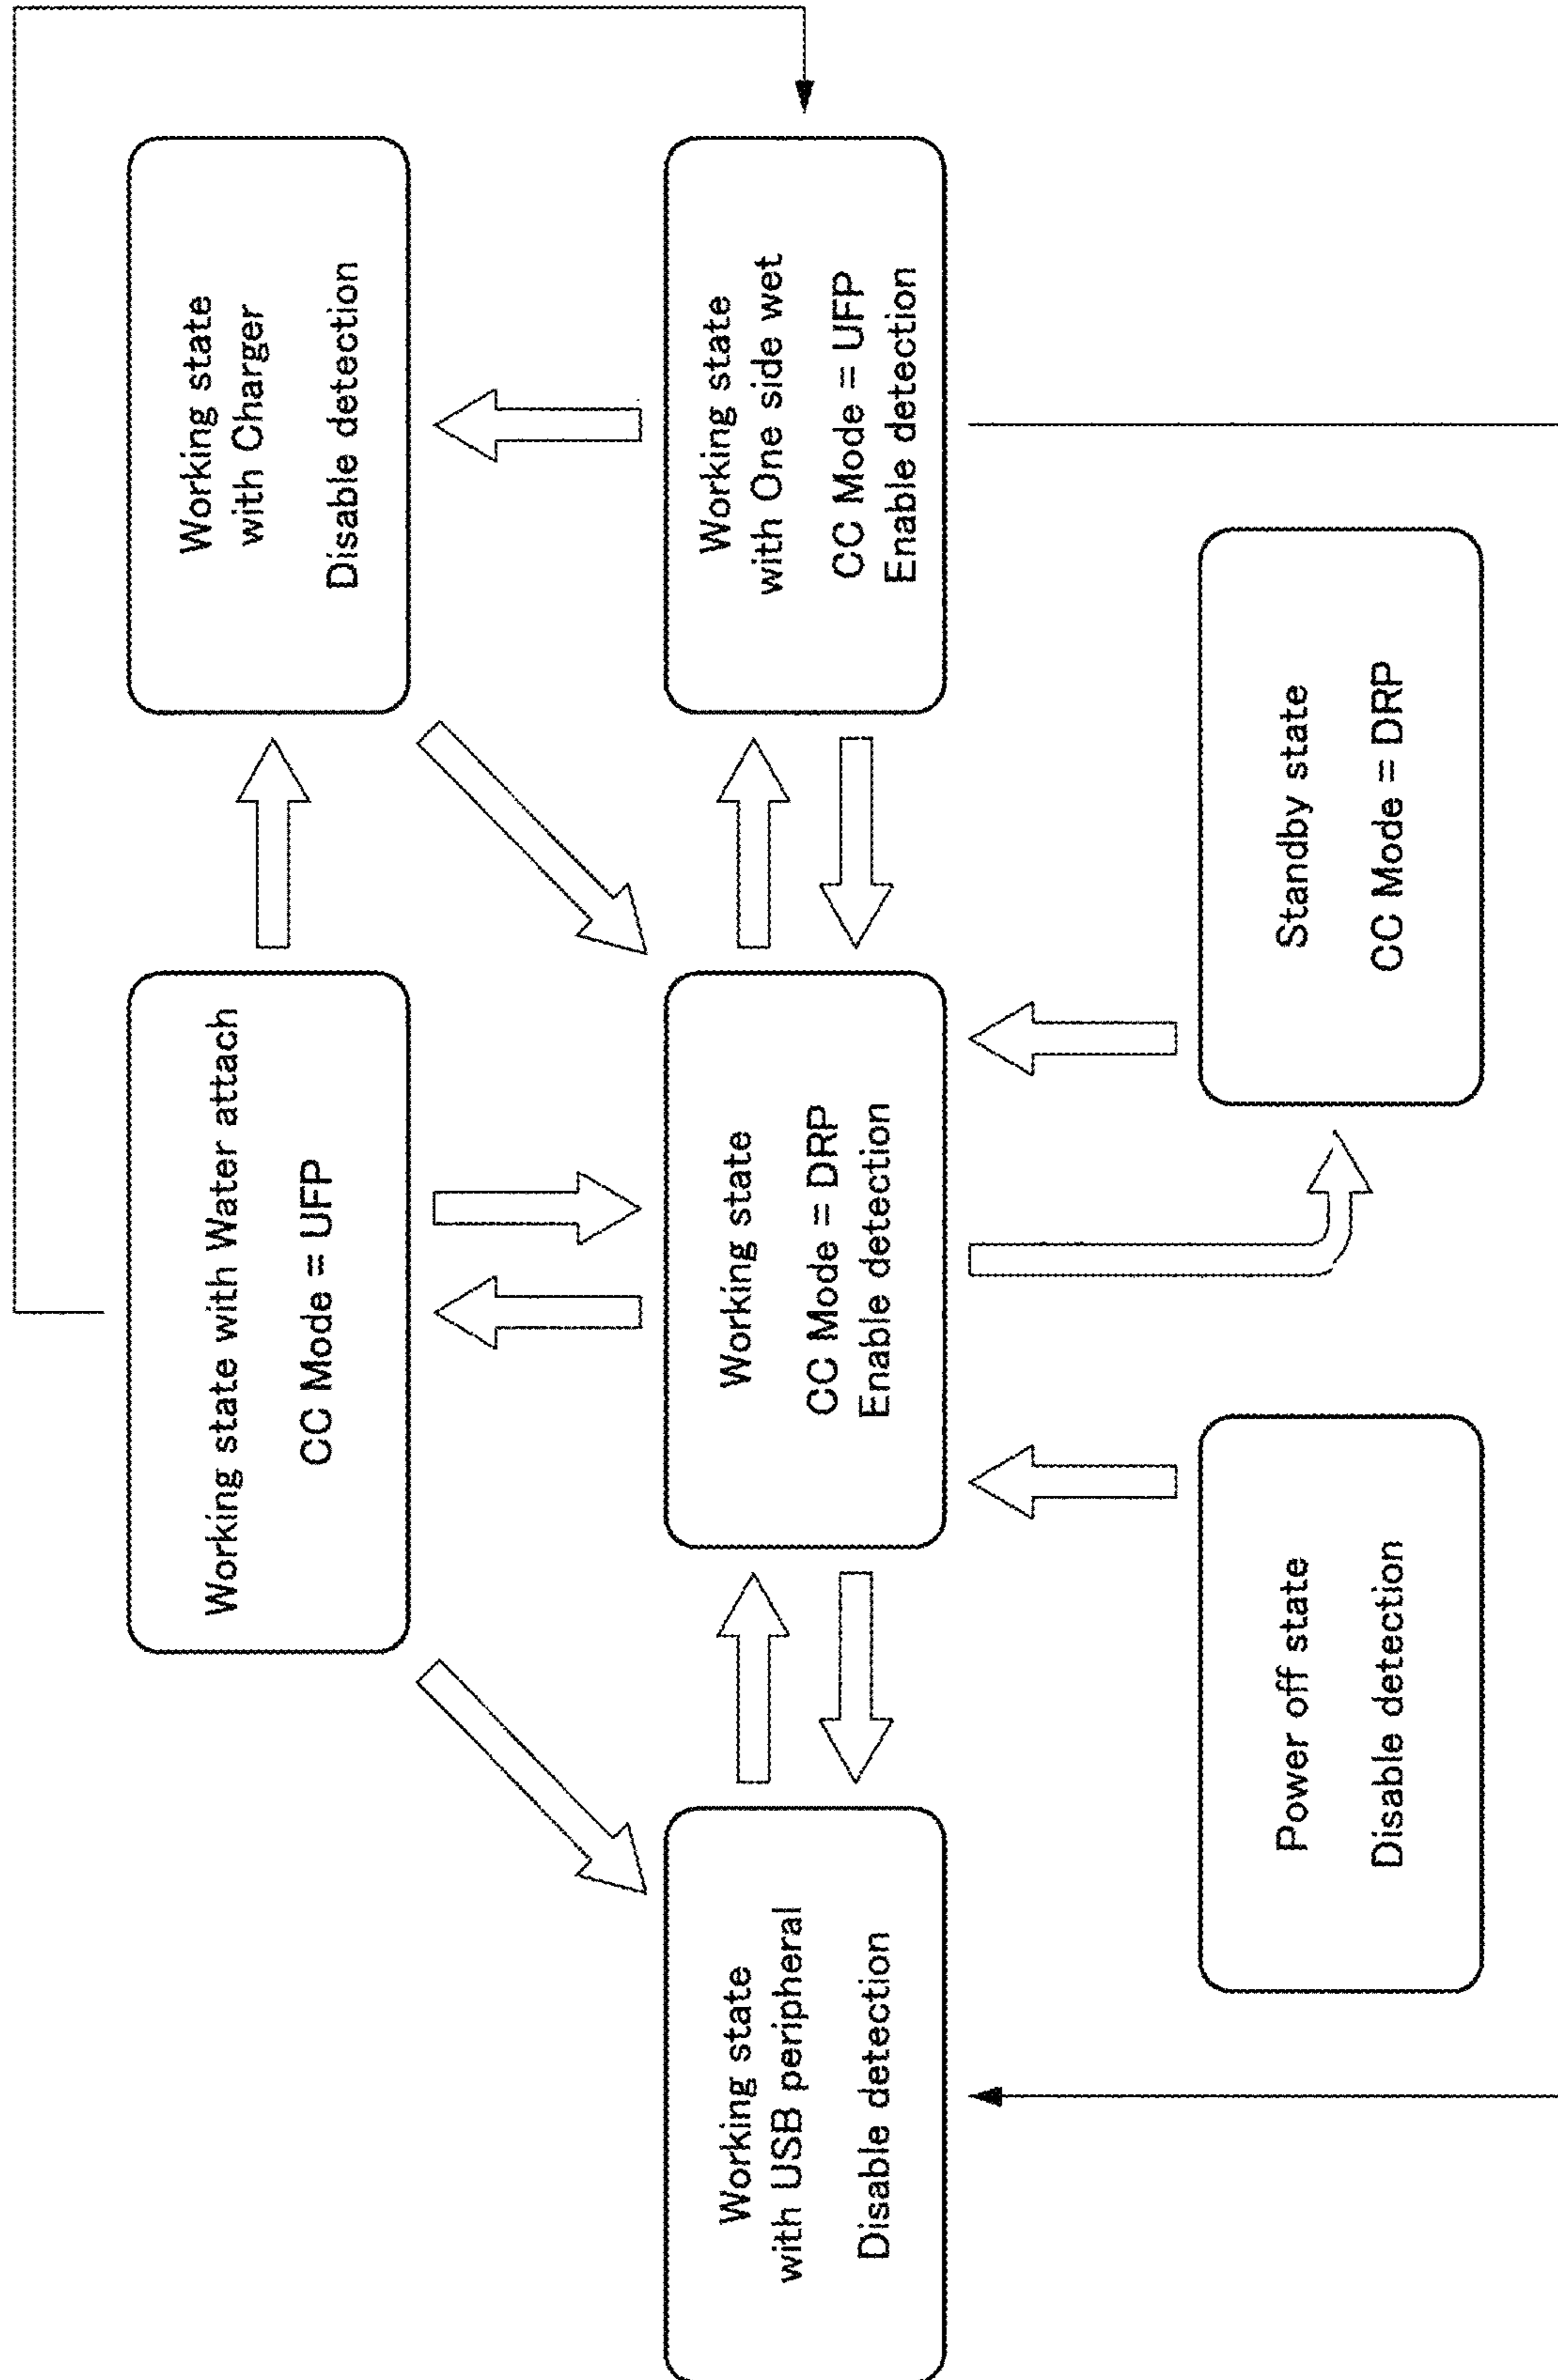 Working state with Water attach
CC Mode = UFP
Working state
with Charger
Disable detection
Working state
with USB peripheral
Disable detection
Working state
CC Mode = DRP
Enable detection
Working state
with One side wet
CC Mode = UFP
Enable detection
Power off state
Disable detection
Standby state
CC Mode = DRP